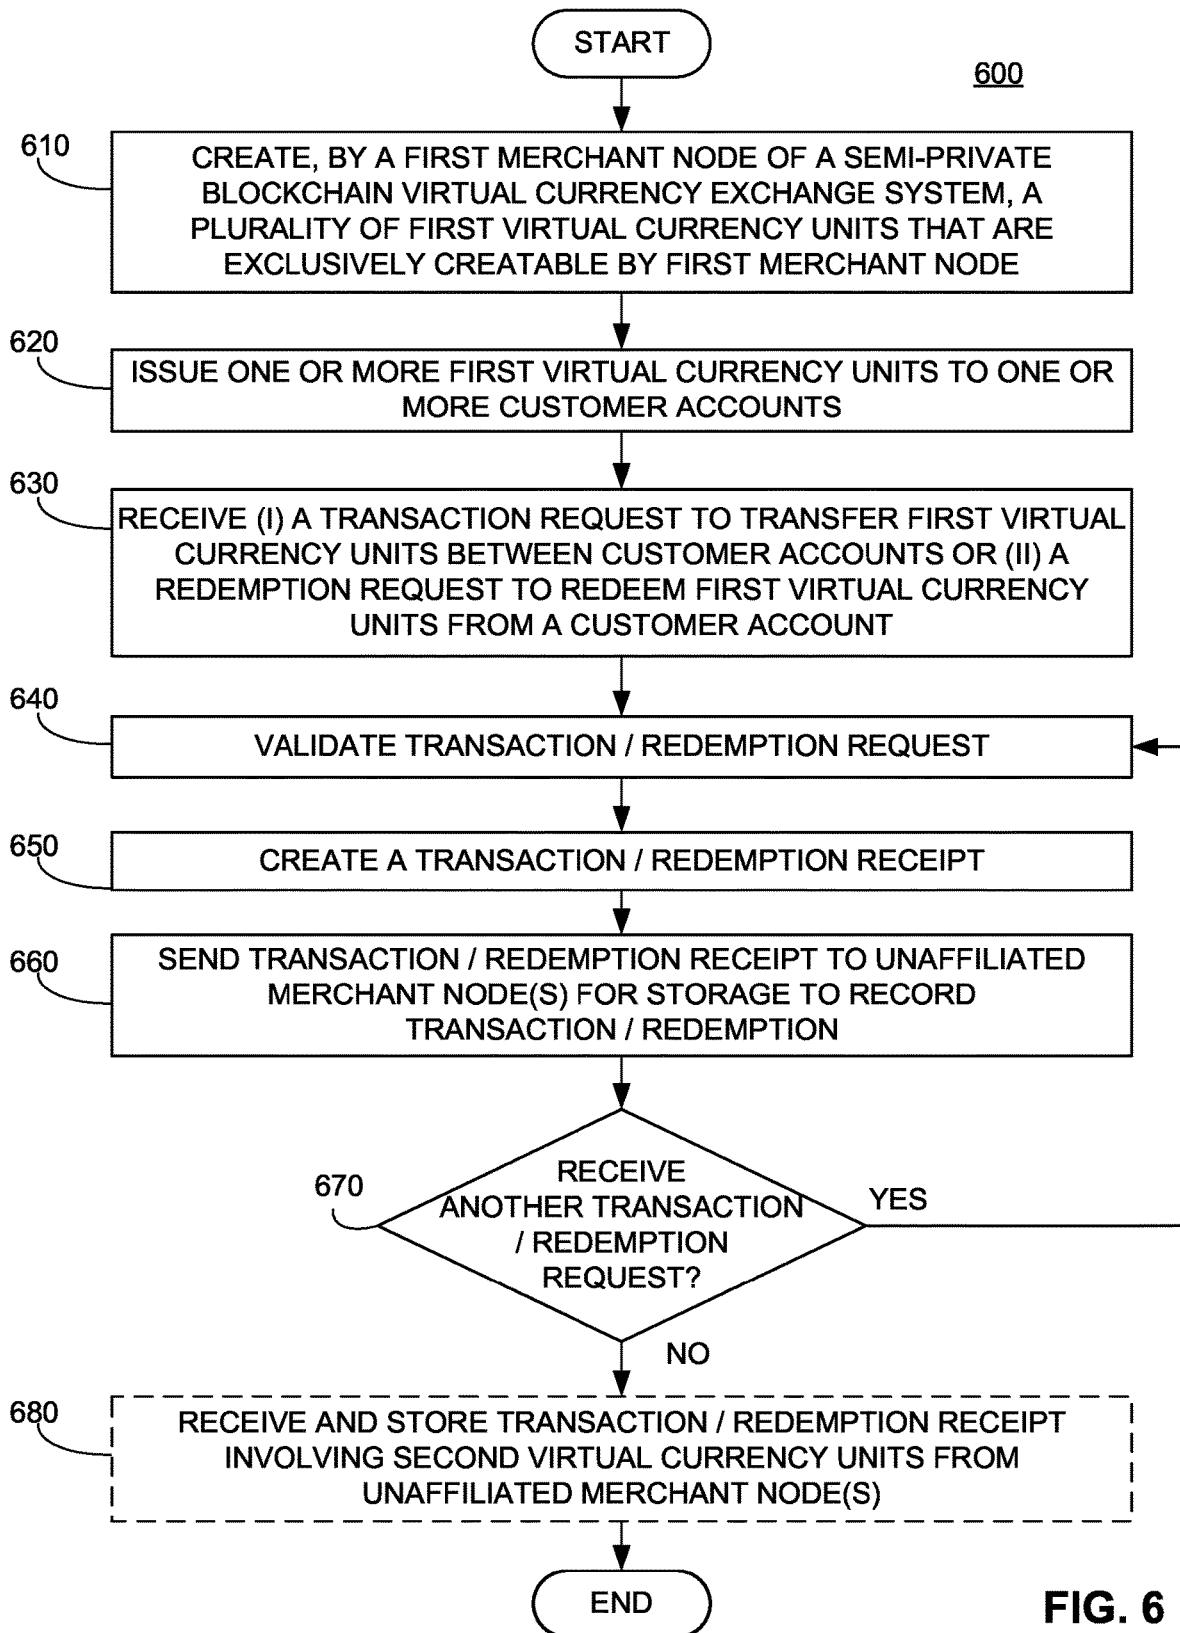 START
600
610
CREATE, BY A FIRST MERCHANT NODE OF A SEMI-PRIVATE
BLOCKCHAIN VIRTUAL CURRENCY EXCHANGE SYSTEM, A
PLURALITY OF FIRST VIRTUAL CURRENCY UNITS THAT ARE
EXCLUSIVELY CREATABLE BY FIRST MERCHANT NODE
620
ISSUE ONE OR MORE FIRST VIRTUAL CURRENCY UNITS TO ONE OR
MORE CUSTOMER ACCOUNTS
630
RECEIVE (I) A TRANSACTION REQUEST TO TRANSFER FIRST VIRTUAL
CURRENCY UNITS BETWEEN CUSTOMER ACCOUNTS OR (II) A
REDEMPTION REQUEST TO REDEEM FIRST VIRTUAL CURRENCY
UNITS FROM A CUSTOMER ACCOUNT
640
VALIDATE TRANSACTION / REDEMPTION REQUEST
650
CREATE A TRANSACTION / REDEMPTION RECEIPT
660
SEND TRANSACTION / REDEMPTION RECEIPT TO UNAFFILIATED
MERCHANT NODE(S) FOR STORAGE TO RECORD
TRANSACTION / REDEMPTION
670
RECEIVE
ANOTHER TRANSACTION
/ REDEMPTION
REQUEST?
YES
NO
680
RECEIVE AND STORE TRANSACTION / REDEMPTION RECEIPT
INVOLVING SECOND VIRTUAL CURRENCY UNITS FROM
UNAFFILIATED MERCHANT NODE(S)
END
FIG. 6